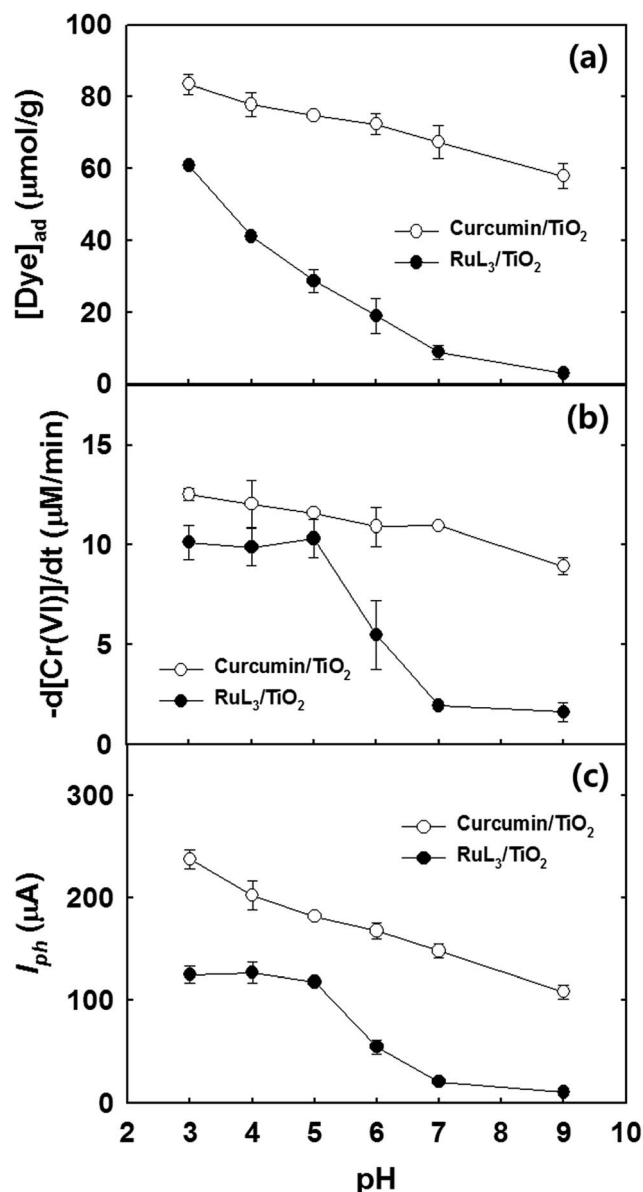 (a)
100
80
60
40
20
0
[Dye]ad (μmol/g)
Curcumin/TiO2
RuL3/TiO2
(b)
15
10
5
0
-d[Cr(VI)]/dt (μM/min)
Curcumin/TiO2
RuL3/TiO2
(c)
300
200
100
0
Iph (μA)
Curcumin/TiO2
RuL3/TiO2
2 3 4 5 6 7 8 9 10
pH